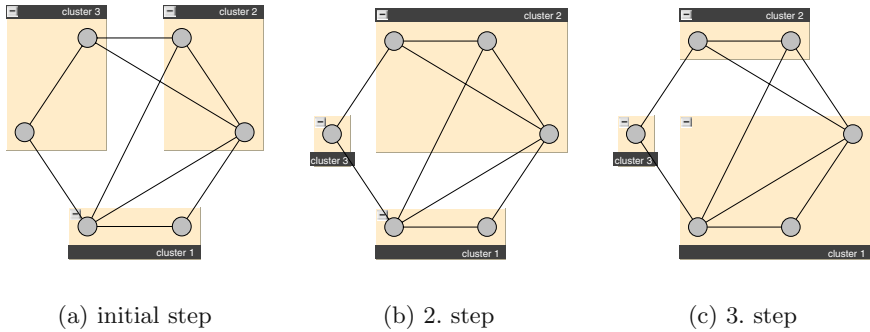 cluster 3
cluster 2
cluster 1
(a) initial step
cluster 2
cluster 3
cluster 1
(b) 2. step
cluster 2
cluster 3
cluster 1
(c) 3. step